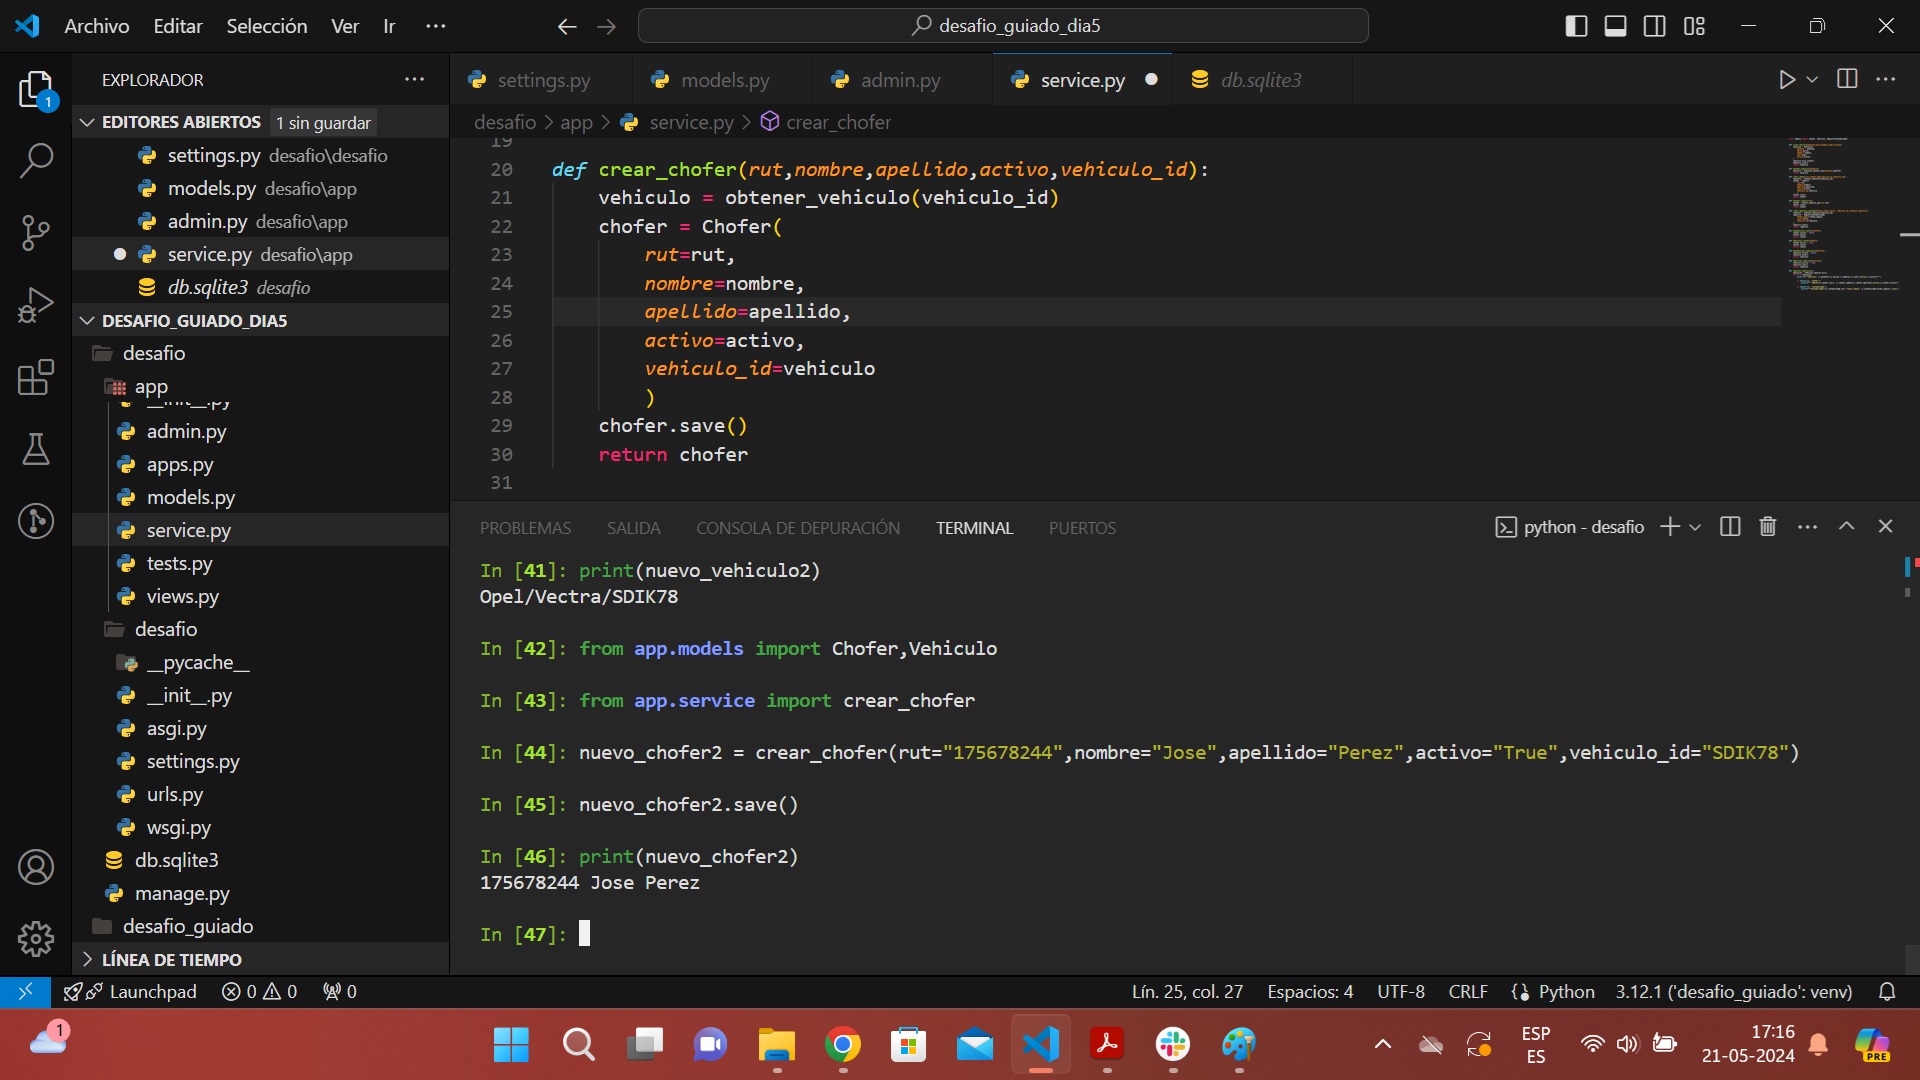 Archivo Editar Selección Ver Ir ···
desafio_guiado_dia5
EXPLORADOR
EDITORES ABIERTOS 1 sin guardar
settings.py desafio\desafio
models.py desafio\app
admin.py desafio\app
service.py desafio\app
db.sqlite3 desafio
DESAFIO_GUIADO_DIA5
desafio
app
__init__.py
admin.py
apps.py
models.py
service.py
tests.py
views.py
desafio
__pycache__
__init__.py
asgi.py
settings.py
urls.py
wsgi.py
db.sqlite3
manage.py
desafio_guiado
LÍNEA DE TIEMPO
settings.py models.py admin.py service.py db.sqlite3
desafio > app > service.py > crear_chofer
19
20 def crear_chofer(rut,nombre,apellido,activo,vehiculo_id):
21 vehiculo = obtener_vehiculo(vehiculo_id)
22 chofer = Chofer(
23 rut=rut,
24 nombre=nombre,
25 apellido=apellido,
26 activo=activo,
27 vehiculo_id=vehiculo
28 )
29 chofer.save()
30 return chofer
31
PROBLEMAS SALIDA CONSOLA DE DEPURACIÓN TERMINAL PUERTOS
python - desafio
In [41]: print(nuevo_vehiculo2)
Opel/Vectra/SDIK78
In [42]: from app.models import Chofer,Vehiculo
In [43]: from app.service import crear_chofer
In [44]: nuevo_chofer2 = crear_chofer(rut="175678244",nombre="Jose",apellido="Perez",activo="True",vehiculo_id="SDIK78")
In [45]: nuevo_chofer2.save()
In [46]: print(nuevo_chofer2)
175678244 Jose Perez
In [47]:
Launchpad 0 0 0
Lín. 25, col. 27 Espacios: 4 UTF-8 CRLF Python 3.12.1 ('desafio_guiado': venv)
1
ESP
ES
17:16
21-05-2024
PRE